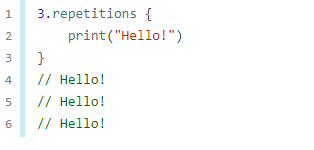 1 3.repetitions {
2     print("Hello!")
3 }
4 // Hello!
5 // Hello!
6 // Hello!